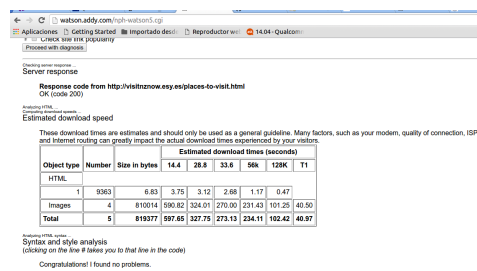 watson.addy.com/nph-watson5.cgi
Aplicaciones Getting Started Importado desde Reproductor web 14.04 - Qualcomm
Check site link popularity
Proceed with diagnosis
Checking server response ...
Server response
Response code from http://visitnznow.esy.es/places-to-visit.html
OK (code 200)
Analyzing HTML ...
Computing download speeds ...
Estimated download speed
These download times are estimates and should only be used as a general guideline. Many factors, such as your modem, quality of connection, ISP
and Internet routing can greatly impact the actual download times experienced by your visitors.
Estimated download times (seconds)
Object type Number Size in bytes 14.4 28.8 33.6 56k 128K T1
HTML
1 9363 6.83 3.75 3.12 2.68 1.17 0.47
Images 4 810014 590.82 324.01 270.00 231.43 101.25 40.50
Total 5 819377 597.65 327.75 273.13 234.11 102.42 40.97
Analyzing HTML syntax ...
Syntax and style analysis
(clicking on the line # takes you to that line in the code)
Congratulations! I found no problems.